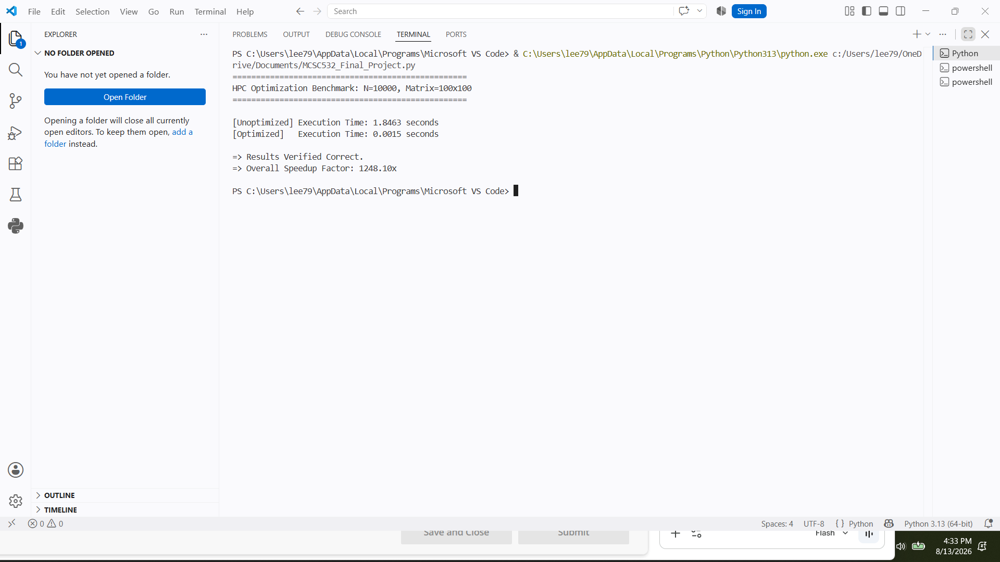 File Edit Selection View Go Run Terminal Help
Search
Sign In
EXPLORER
NO FOLDER OPENED
You have not yet opened a folder.
Open Folder
Opening a folder will close all currently
open editors. To keep them open, add a
folder instead.
OUTLINE
TIMELINE
PROBLEMS OUTPUT DEBUG CONSOLE TERMINAL PORTS
PS C:\Users\lee79\AppData\Local\Programs\Microsoft VS Code> & C:\Users\lee79\AppData\Local\Programs\Python\Python313\python.exe c:/Users/lee79/OneD
rive/Documents/MCSC532_Final_Project.py
==================================================
HPC Optimization Benchmark: N=10000, Matrix=100x100
==================================================
[Unoptimized] Execution Time: 1.8463 seconds
[Optimized]   Execution Time: 0.0015 seconds
=> Results Verified Correct.
=> Overall Speedup Factor: 1248.10x
PS C:\Users\lee79\AppData\Local\Programs\Microsoft VS Code>
Python
powershell
powershell
1
0 0
Spaces: 4 UTF-8 {} Python Python 3.13 (64-bit)
Save and Close Submit
Flash
4:33 PM
8/13/2026